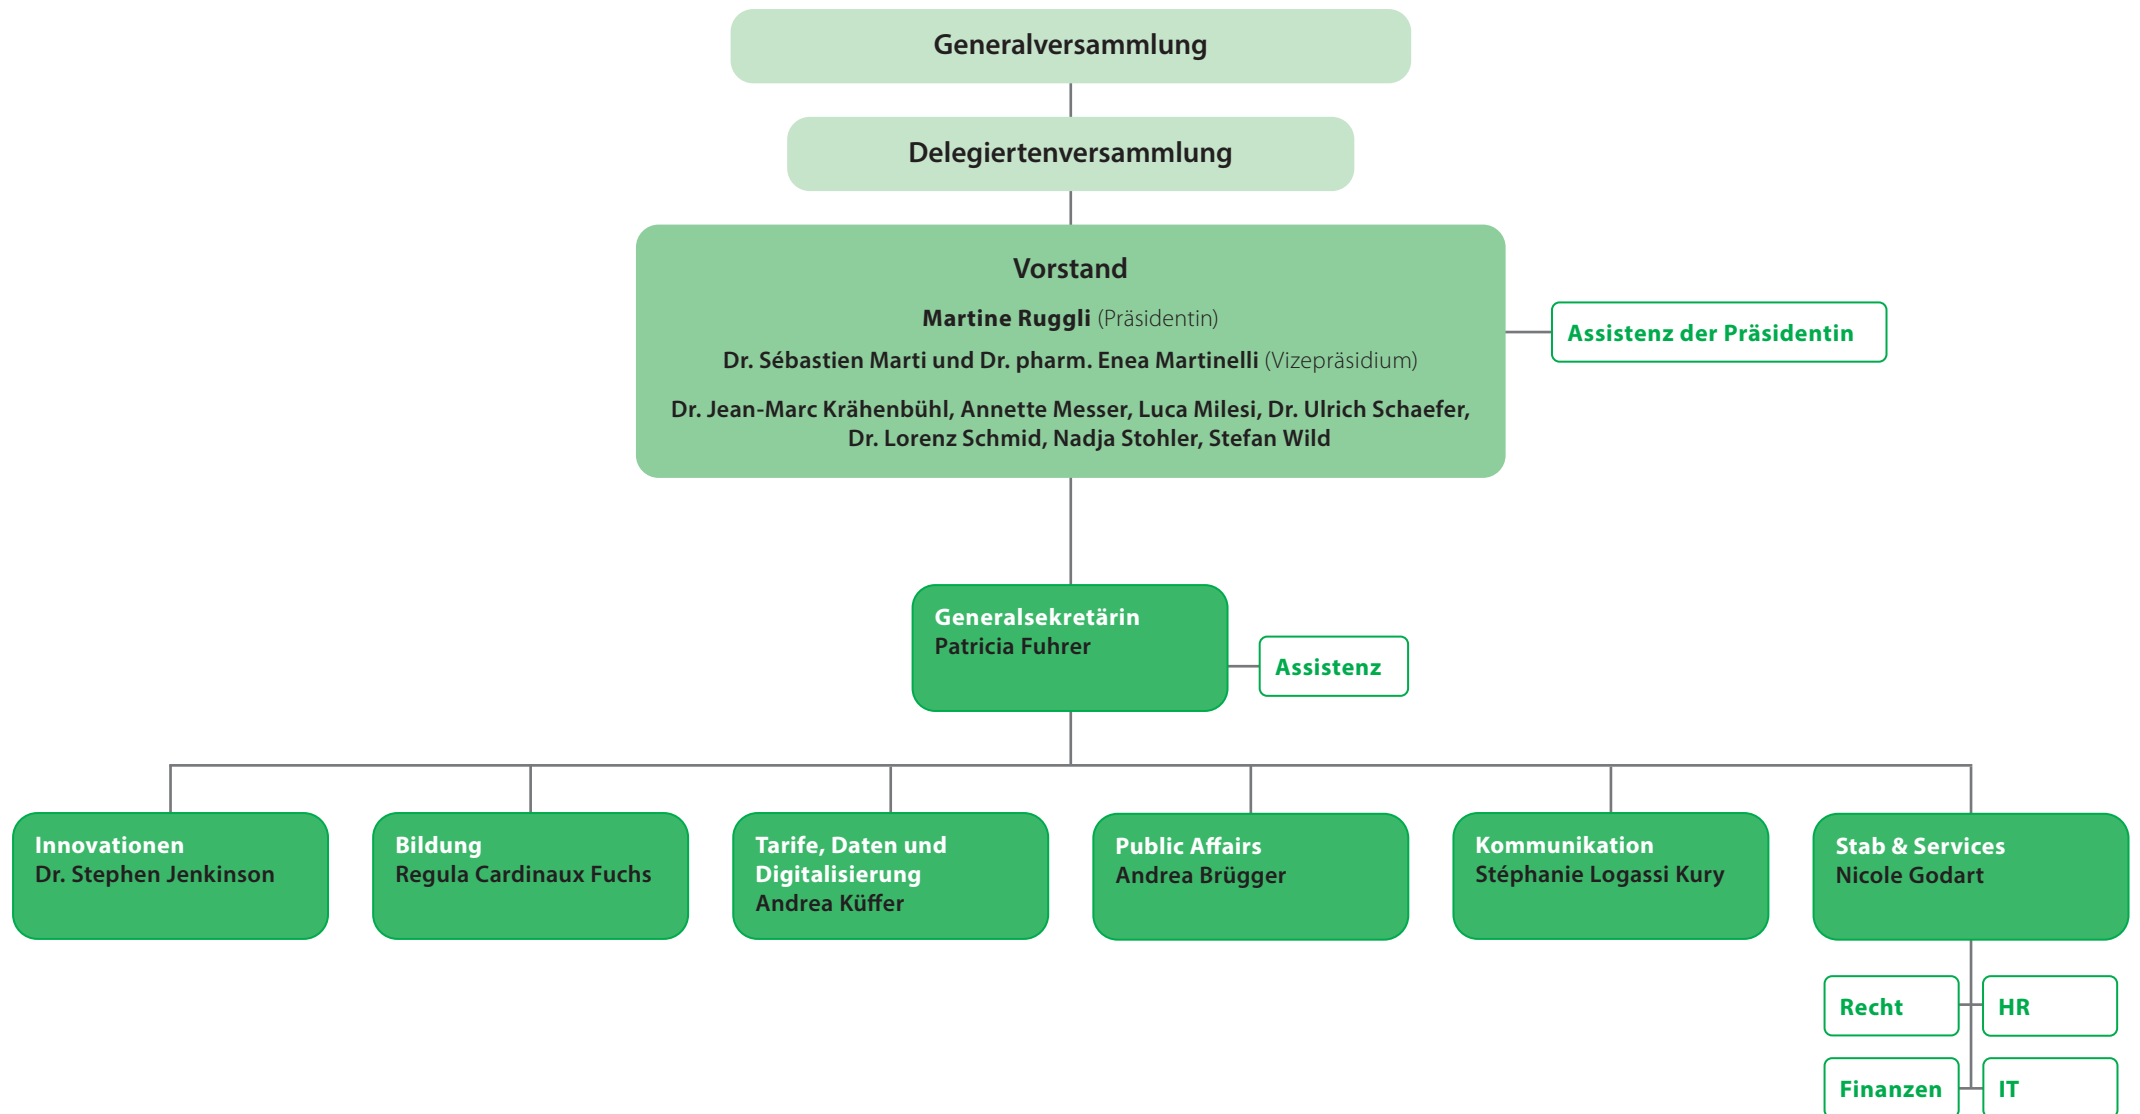 Generalversammlung
Delegiertenversammlung
Vorstand
Martine Ruggli (Präsidentin)
Dr. Sébastien Marti und Dr. pharm. Enea Martinelli (Vizepräsidium)
Dr. Jean-Marc Krähenbühl, Annette Messer, Luca Milesi, Dr. Ulrich Schaefer,
Dr. Lorenz Schmid, Nadja Stohler, Stefan Wild
Assistenz der Präsidentin
Generalsekretärin
Patricia Fuhrer
Assistenz
Innovationen
Dr. Stephen Jenkinson
Bildung
Regula Cardinaux Fuchs
Tarife, Daten und
Digitalisierung
Andrea Küffer
Public Affairs
Andrea Brügger
Kommunikation
Stéphanie Logassi Kury
Stab & Services
Nicole Godart
Recht
HR
Finanzen
IT